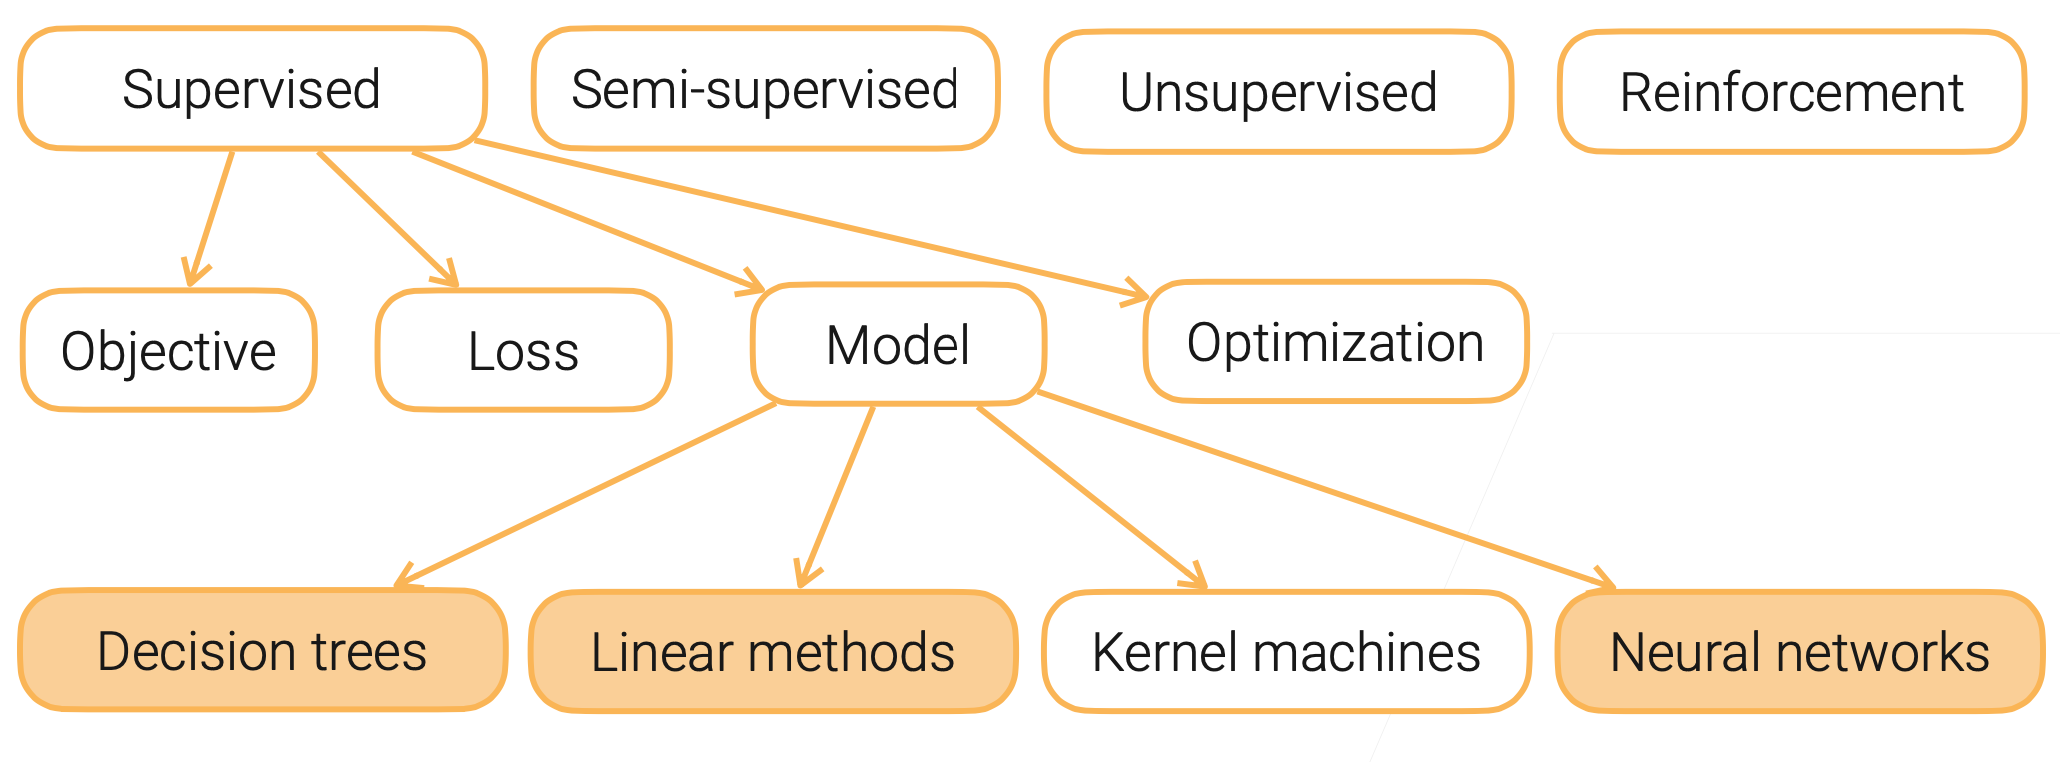 Supervised
Semi-supervised
Unsupervised
Reinforcement
Objective
Loss
Model
Optimization
Decision trees
Linear methods
Kernel machines
Neural networks